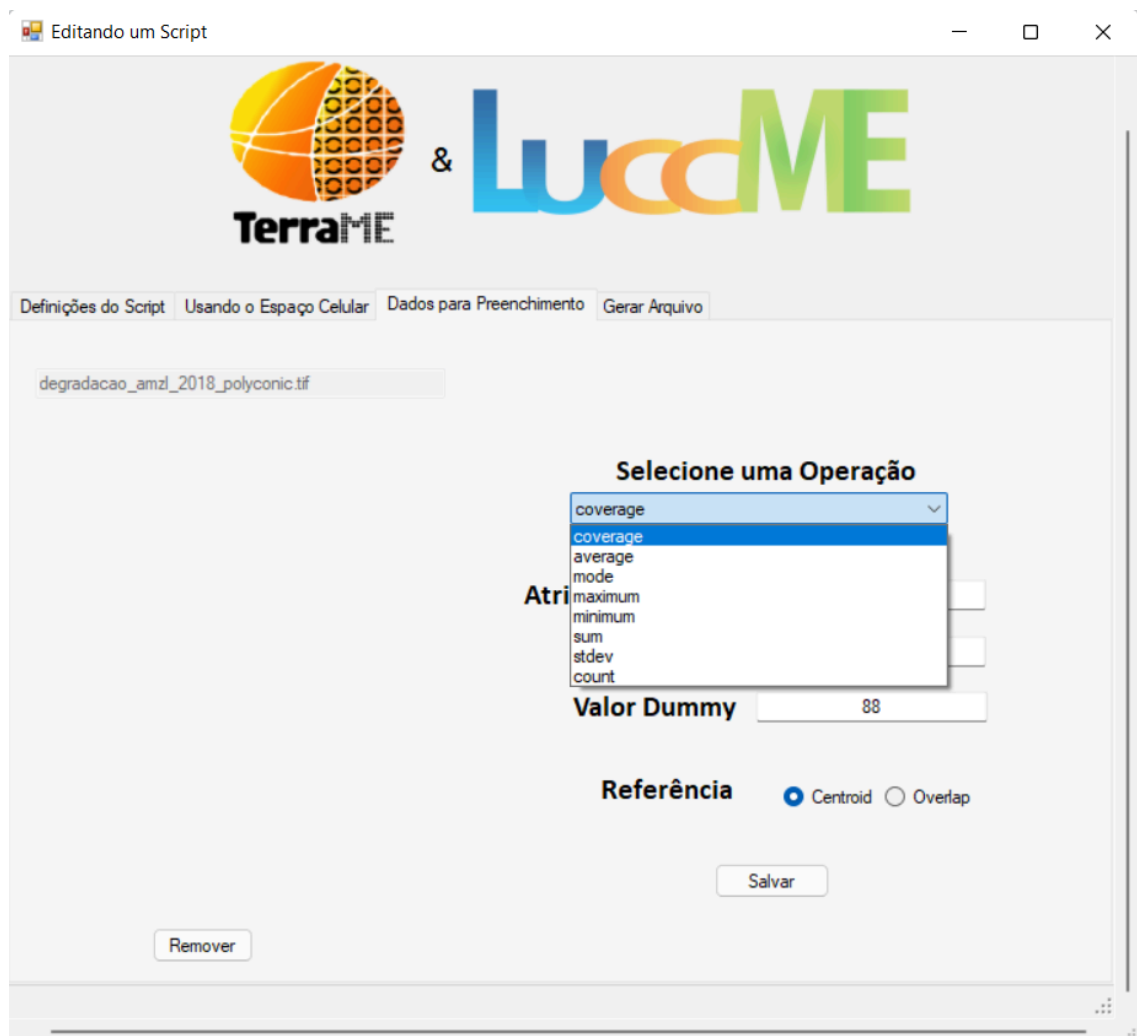 Editando um Script
&
LuccME
TerraME
Definições do Script Usando o Espaço Celular Dados para Preenchimento Gerar Arquivo
degradacao_amzl_2018_polyconic.tif
Selecione uma Operação
coverage
coverage
average
mode
Atri
maximum
minimum
sum
stdev
count
Valor Dummy 88
Referência Centroid Overlap
Salvar
Remover